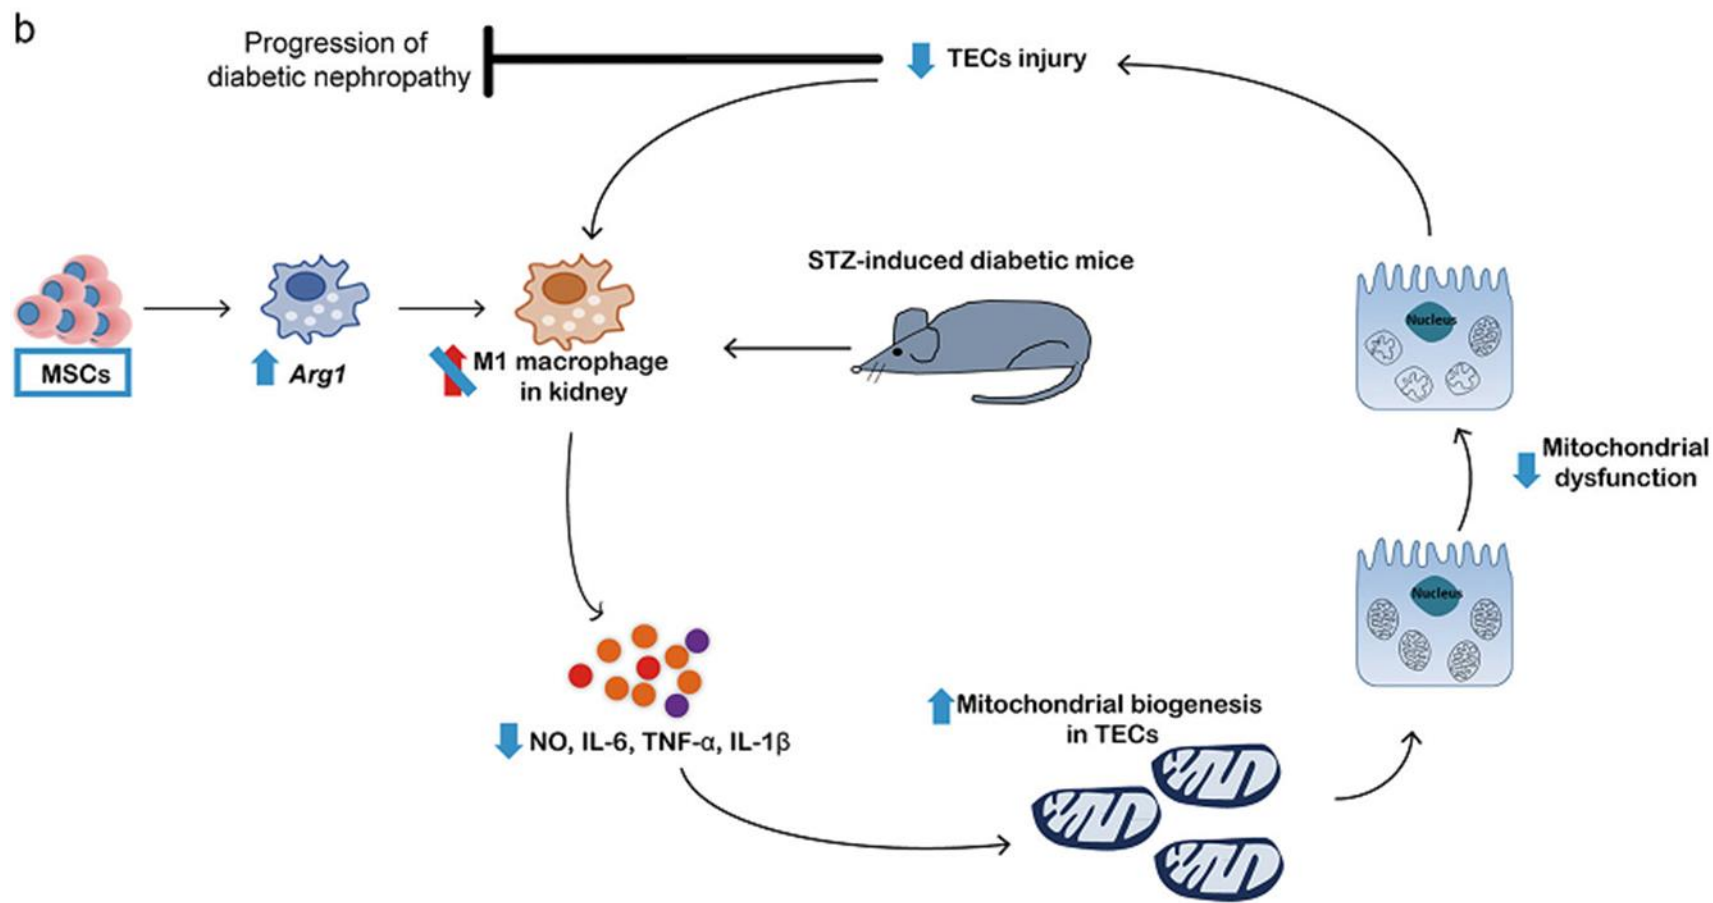 b
Progression of
diabetic nephropathy
TECs injury
STZ-induced diabetic mice
MSCs
Arg1
M1 macrophage
in kidney
Nucleus
Mitochondrial
dysfunction
Nucleus
NO, IL-6, TNF-α, IL-1β
Mitochondrial biogenesis
in TECs